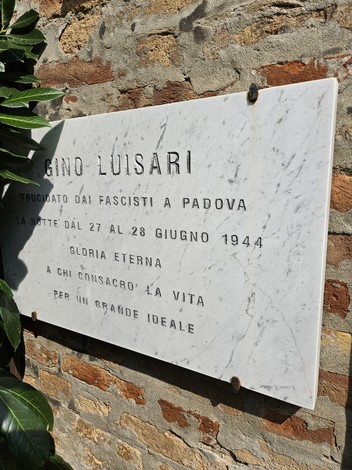 GINO LUISARI
TRUCIDATO DAI FASCISTI A PADOVA
LA NOTTE DAL 27 AL 28 GIUGNO 1944
GLORIA ETERNA
A CHI CONSACRO' LA VITA
PER UN GRANDE IDEALE